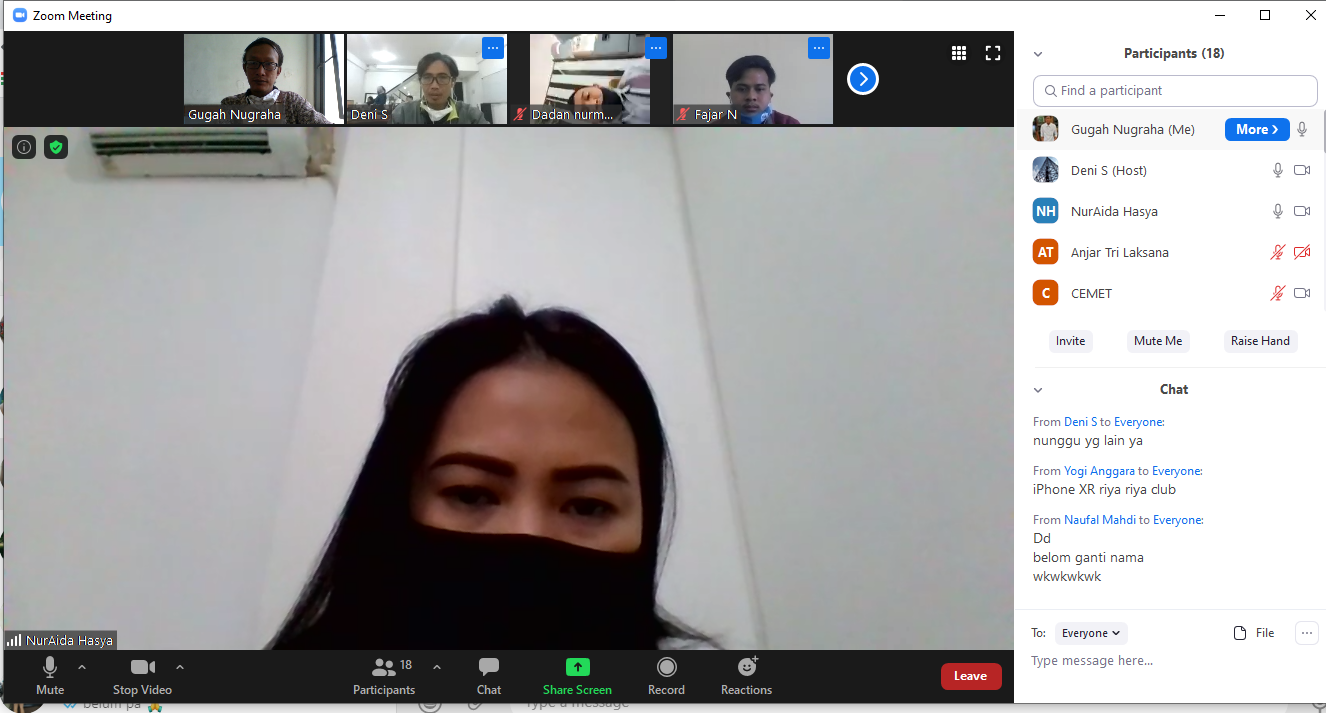 Zoom Meeting
Gugah Nugraha
Deni S
Dadan nurm...
Fajar N
NurAida Hasya
Mute
Stop Video
18
Participants
Chat
Share Screen
Record
Reactions
Leave
Participants (18)
Find a participant
Gugah Nugraha (Me)
More
Deni S (Host)
NH
NurAida Hasya
AT
Anjar Tri Laksana
C
CEMET
Invite
Mute Me
Raise Hand
Chat
From Deni S to Everyone:
nunggu yg lain ya
From Yogi Anggara to Everyone:
iPhone XR riya riya club
From Naufal Mahdi to Everyone:
Dd
belom ganti nama
wkwkwkwk
To: Everyone
File
Type message here...
belum pa
Type a message